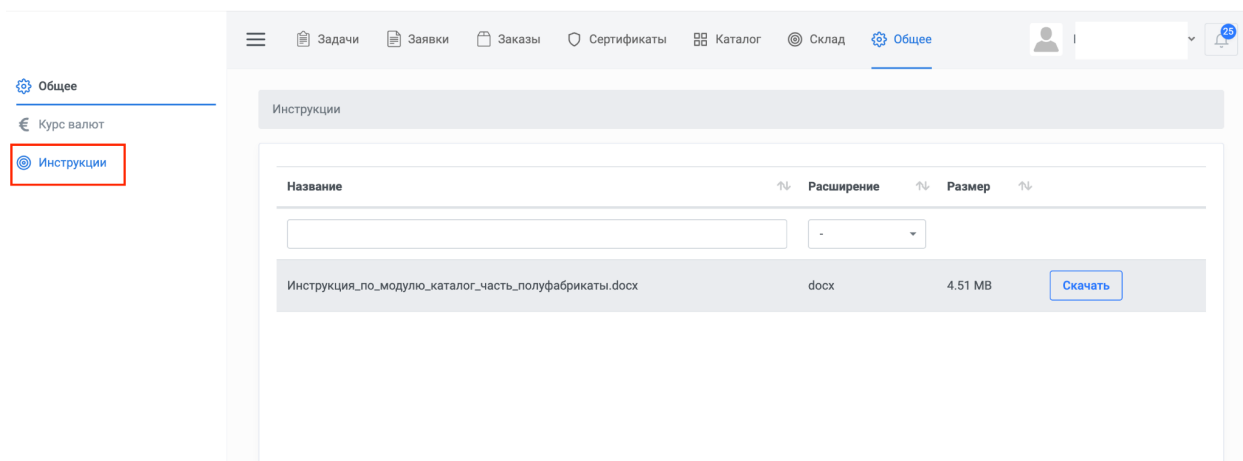 Задачи Заявки Заказы Сертификаты Каталог Склад Общее 25
Общее
Курс валют
Инструкции
Инструкции
Название Расширение Размер
-
Инструкция_по_модулю_каталог_часть_полуфабрикаты.docx docx 4.51 MB Скачать